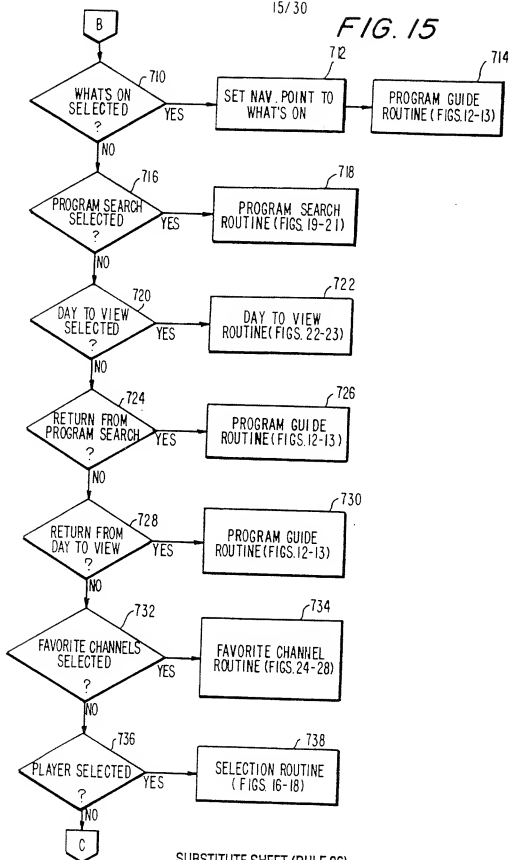 15/30
FIG. 15
B
710
WHAT'S ON
SELECTED
?
YES
NO
712
SET NAV. POINT TO
WHAT'S ON
714
PROGRAM GUIDE
ROUTINE (FIGS. 12-13)
716
PROGRAM SEARCH
SELECTED
?
YES
NO
718
PROGRAM SEARCH
ROUTINE (FIGS. 19-21)
720
DAY TO VIEW
SELECTED
?
YES
NO
722
DAY TO VIEW
ROUTINE (FIGS. 22-23)
724
RETURN FROM
PROGRAM SEARCH
?
YES
NO
726
PROGRAM GUIDE
ROUTINE (FIGS. 12-13)
728
RETURN FROM
DAY TO VIEW
?
YES
NO
730
PROGRAM GUIDE
ROUTINE (FIGS. 12-13)
732
FAVORITE CHANNELS
SELECTED
?
YES
NO
734
FAVORITE CHANNEL
ROUTINE (FIGS. 24-28)
736
PLAYER SELECTED
?
YES
NO
738
SELECTION ROUTINE
(FIGS. 16-18)
C
SUBSTITUTE SHEET (RULE 26)